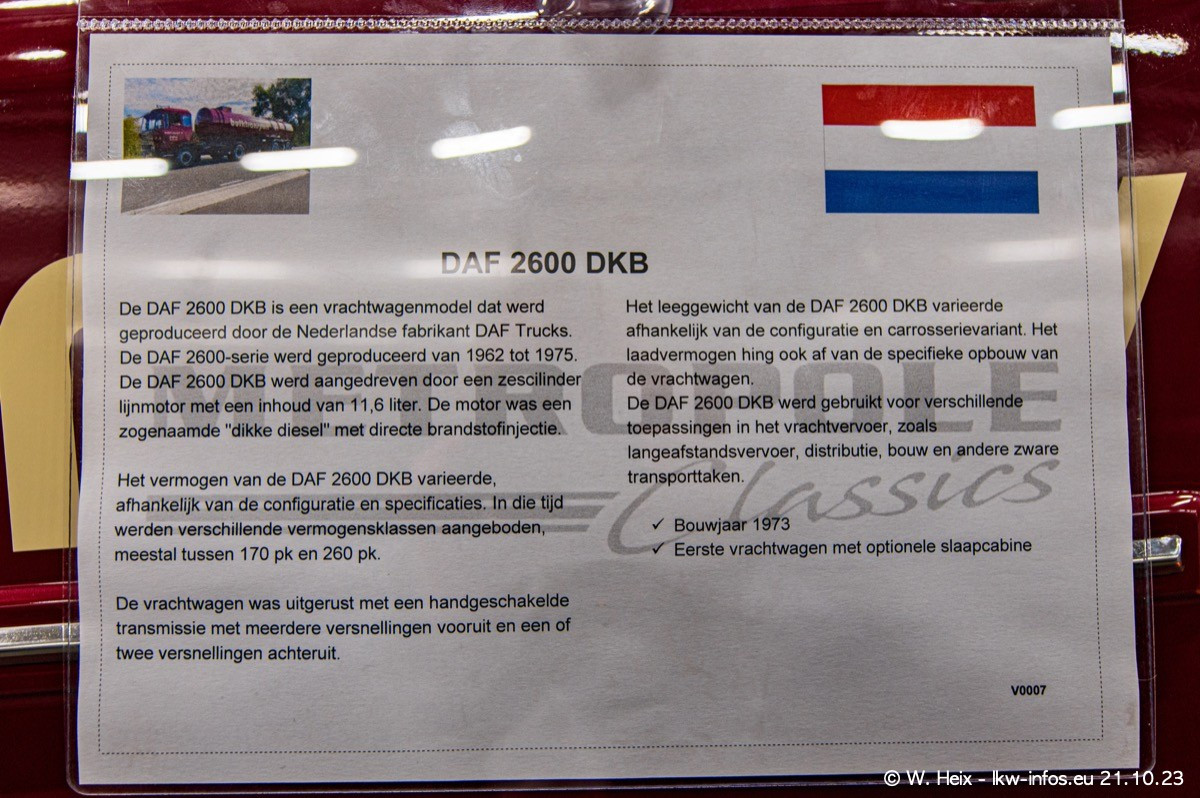 DAF 2600 DKB
De DAF 2600 DKB is een vrachtwagenmodel dat werd
geproduceerd door de Nederlandse fabrikant DAF Trucks.
De DAF 2600-serie werd geproduceerd van 1962 tot 1975.
De DAF 2600 DKB werd aangedreven door een zescilinder
lijnmotor met een inhoud van 11,6 liter. De motor was een
zogenaamde "dikke diesel" met directe brandstofinjectie.
Het vermogen van de DAF 2600 DKB varieerde,
afhankelijk van de configuratie en specificaties. In die tijd
werden verschillende vermogensklassen aangeboden,
meestal tussen 170 pk en 260 pk.
De vrachtwagen was uitgerust met een handgeschakelde
transmissie met meerdere versnellingen vooruit en een of
twee versnellingen achteruit.
Het leeggewicht van de DAF 2600 DKB varieerde
afhankelijk van de configuratie en carrosserievariant. Het
laadvermogen hing ook af van de specifieke opbouw van
de vrachtwagen.
De DAF 2600 DKB werd gebruikt voor verschillende
toepassingen in het vrachtvervoer, zoals
langeafstandsvervoer, distributie, bouw en andere zware
transporttaken.
✓ Bouwjaar 1973
✓ Eerste vrachtwagen met optionele slaapcabine
METROPOLE
Classics
V0007
© W. Heix - lkw-infos.eu 21.10.23